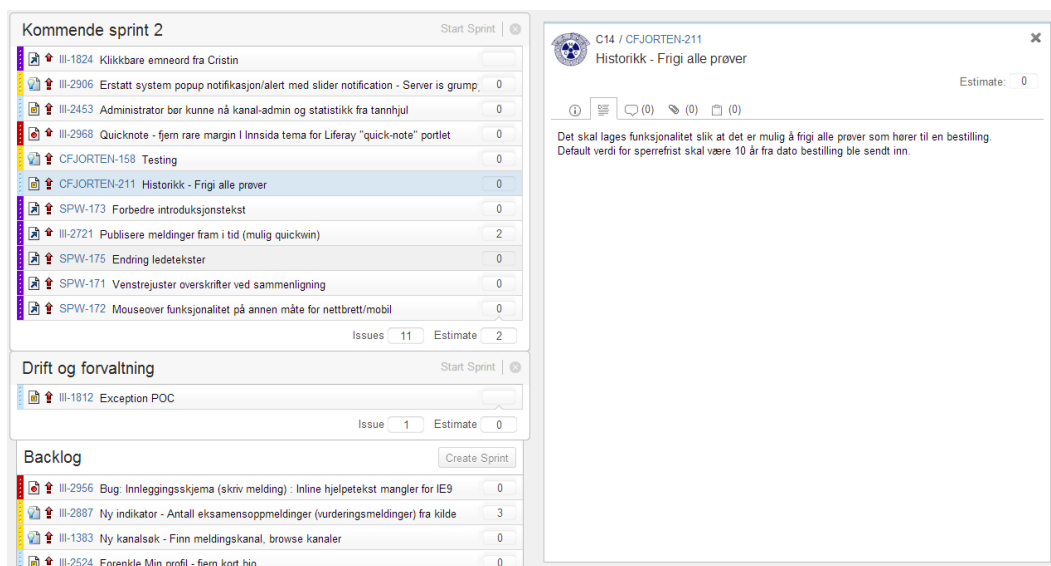 Kommende sprint 2 Start Sprint
III-1824 Klikkbare emneord fra Cristin
III-2906 Erstatt system popup notifikasjon/alert med slider notification - Server is grump 0
III-2453 Administrator bør kunne nå kanal-admin og statistikk fra tannhjul 0
III-2968 Quicknote - fjern rare margin I Innsida tema for Liferay "quick-note" portlet 0
CFJORTEN-158 Testing 0
CFJORTEN-211 Historikk - Frigi alle prøver 0
SPW-173 Forbedre introduksjonstekst 0
III-2721 Publisere meldinger fram i tid (mulig quickwin) 2
SPW-175 Endring ledetekster 0
SPW-171 Venstrejuster overskrifter ved sammenligning 0
SPW-172 Mouseover funksjonalitet på annen måte for nettbrett/mobil 0
Issues 11 Estimate 2
Drift og forvaltning Start Sprint
III-1812 Exception POC
Issue 1 Estimate 0
Backlog Create Sprint
III-2956 Bug: Innleggingsskjema (skriv melding) : Inline hjelpetekst mangler for IE9 0
III-2887 Ny indikator - Antall eksamensoppmeldinger (vurderingsmeldinger) fra kilde 3
III-1383 Ny kanalsøk - Finn meldingskanal, browse kanaler 0
III-2524 Forenkle Min profil - fjern kort bio 0
C14 / CFJORTEN-211
Historikk - Frigi alle prøver
Estimate: 0
(0) (0) (0)
Det skal lages funksjonalitet slik at det er mulig å frigi alle prøver som hører til en bestilling.
Default verdi for sperrefrist skal være 10 år fra dato bestilling ble sendt inn.